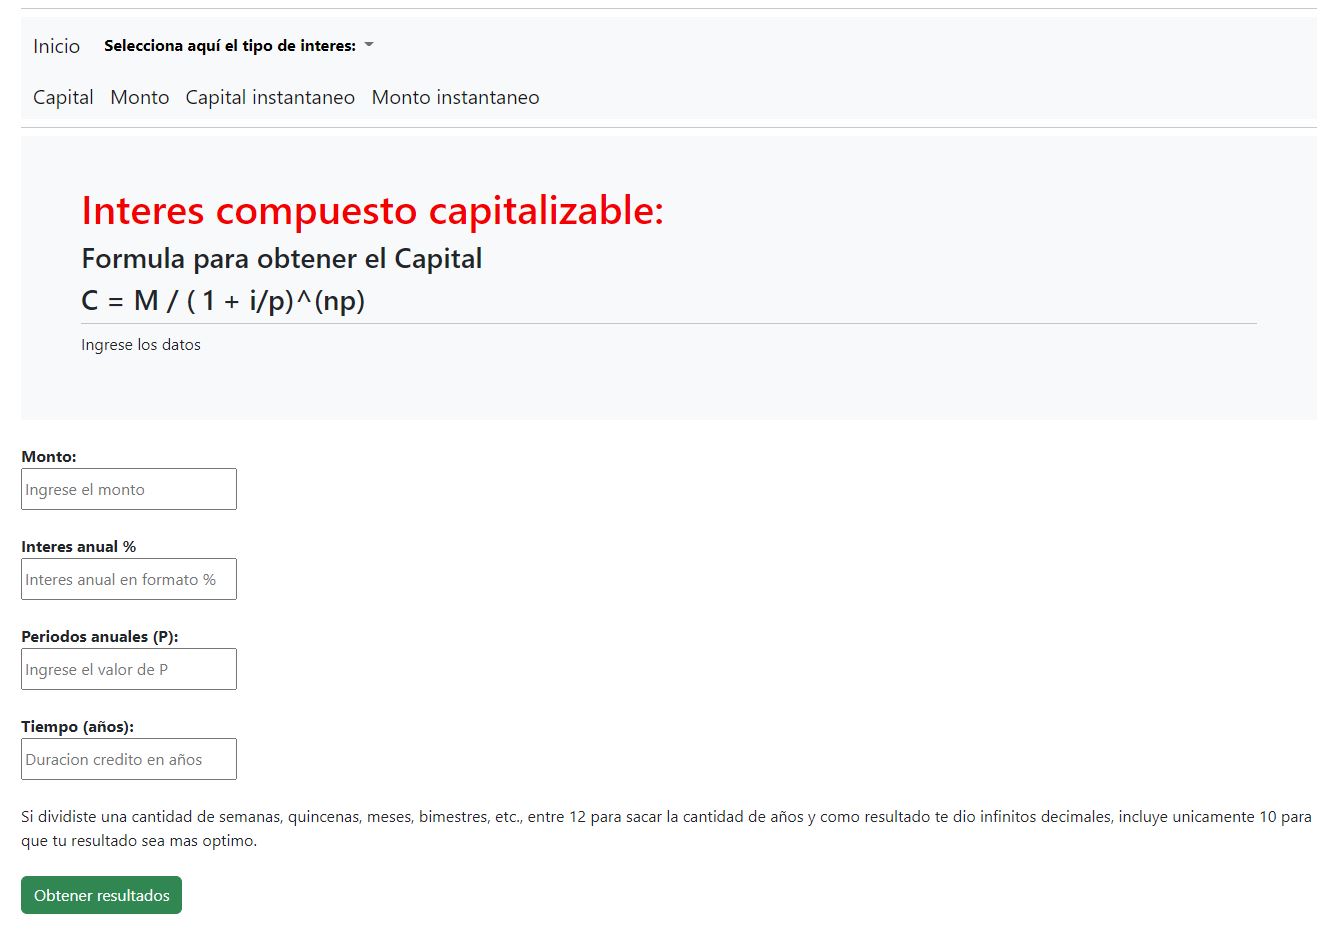 Inicio Selecciona aquí el tipo de interes:
Capital Monto Capital instantaneo Monto instantaneo
Interes compuesto capitalizable:
Formula para obtener el Capital
C = M / ( 1 + i/p)^(np)
Ingrese los datos
Monto:
Ingrese el monto
Interes anual %
Interes anual en formato %
Periodos anuales (P):
Ingrese el valor de P
Tiempo (años):
Duracion credito en años
Si dividiste una cantidad de semanas, quincenas, meses, bimestres, etc., entre 12 para sacar la cantidad de años y como resultado te dio infinitos decimales, incluye unicamente 10 para
que tu resultado sea mas optimo.
Obtener resultados